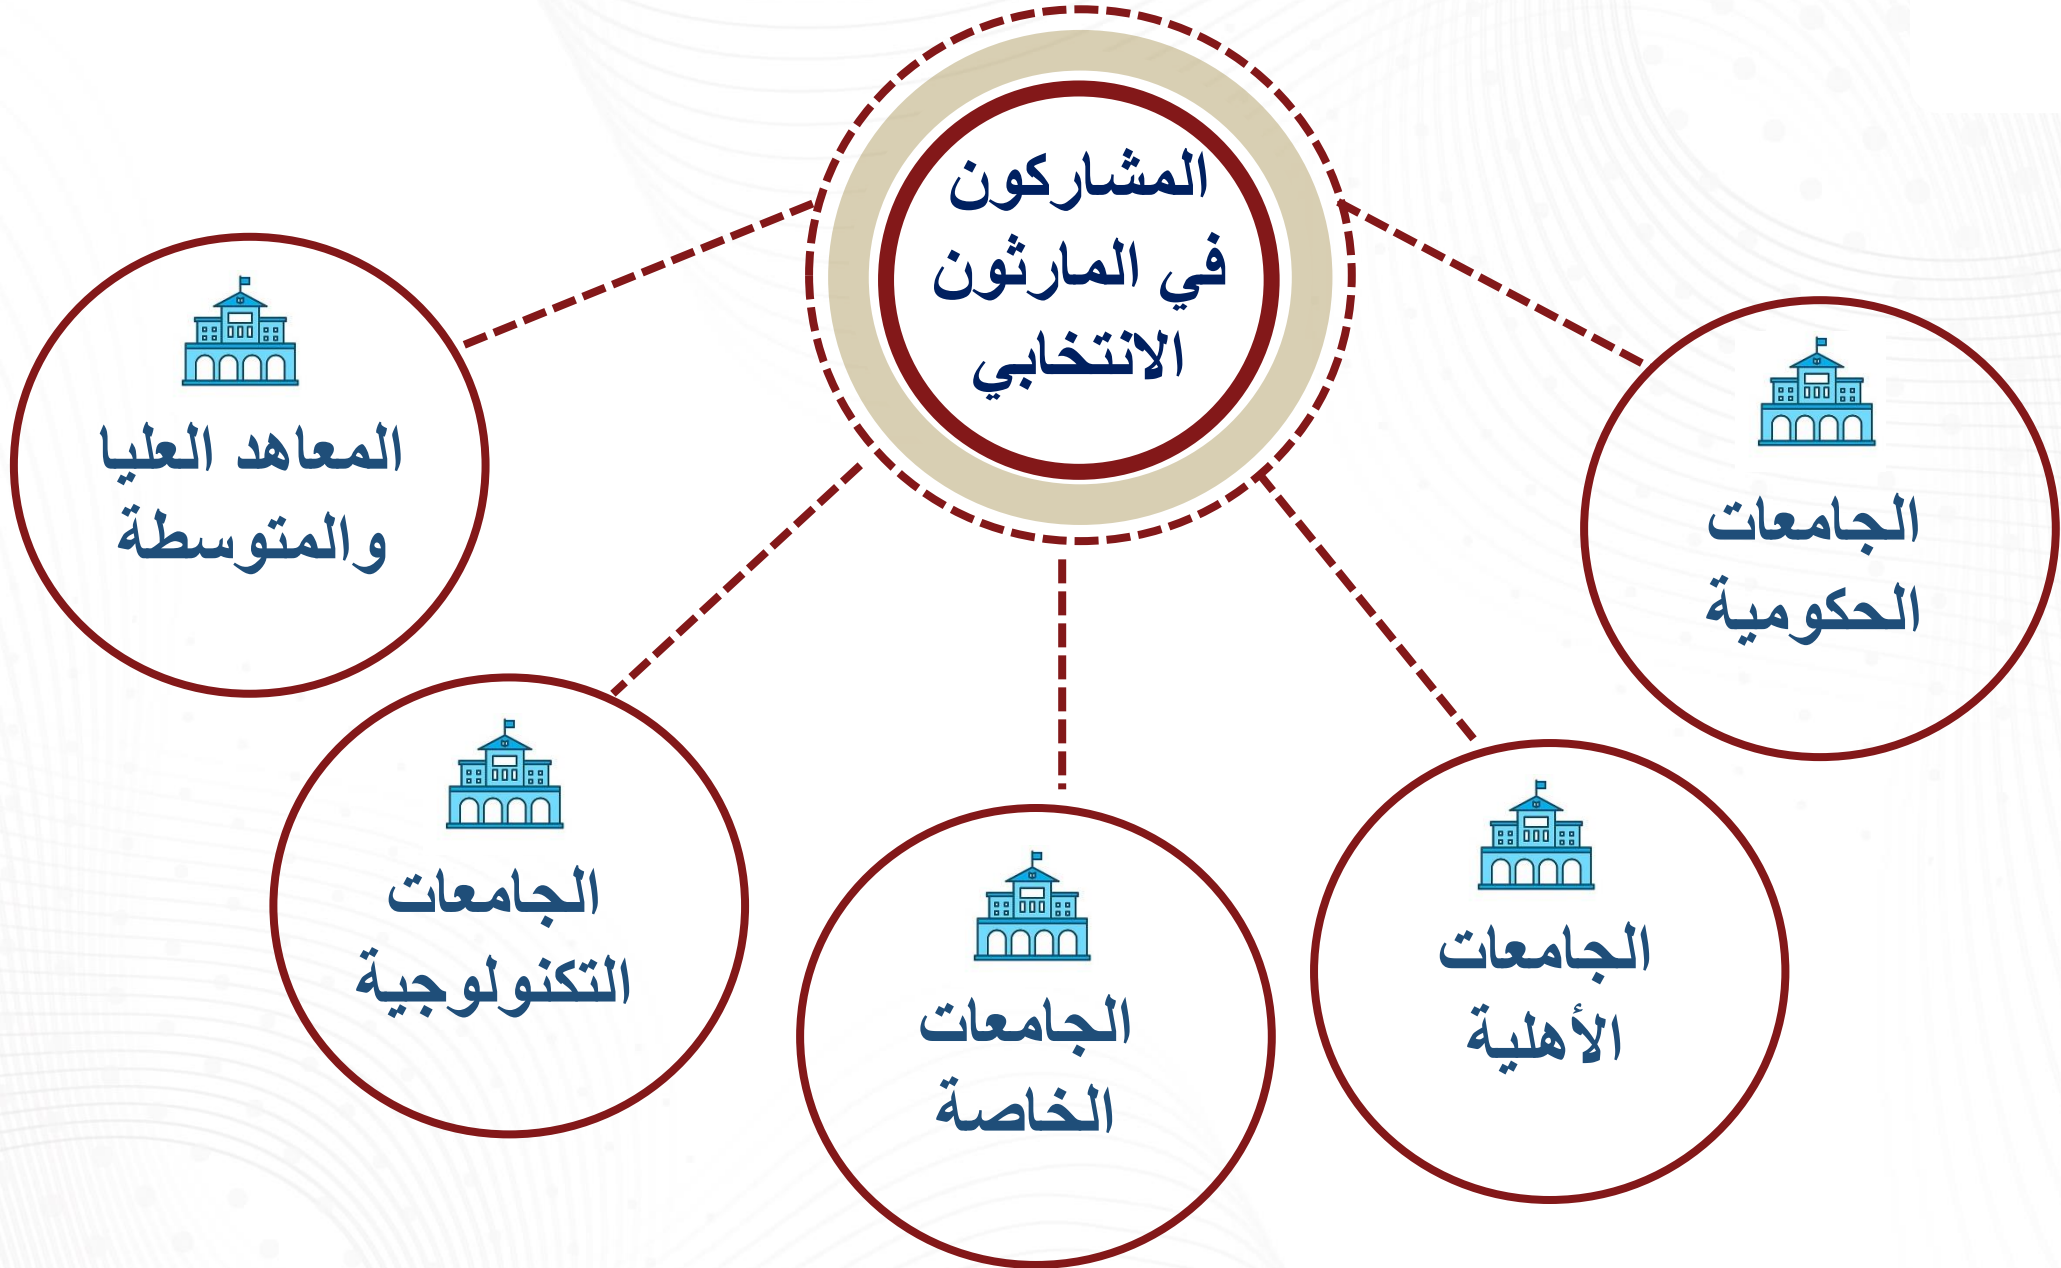 المشاركون
في المارثون
الانتخابي
الجامعات
الحكومية
الجامعات
الأهلية
الجامعات
الخاصة
الجامعات
التكنولوجية
المعاهد العليا
والمتوسطة